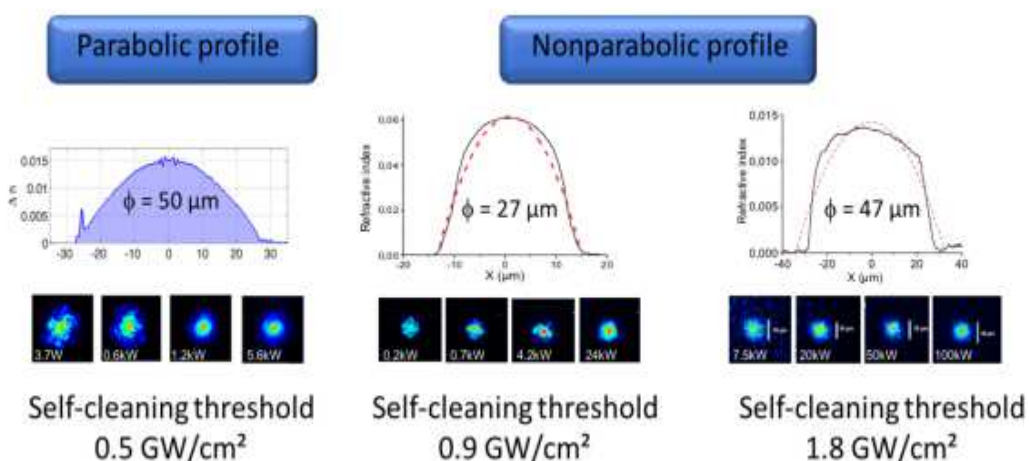 Parabolic profile
Nonparabolic profile
0.015
0.01
0.005
0
Δ n
ϕ = 50 µm
-30 -20 -10 0 10 20 30
0.06
0.04
0.02
0.00
Refractive index
ϕ = 27 µm
-20 -10 0 10 20
X (µm)
0,015
0,010
0,005
0,000
Refractive index
ϕ = 47 µm
-40 -20 0 20 40
X (µm)
3.7W 0.6kW 1.2kW 5.6kW
0.2kW 0.7kW 4.2kW 24kW
7.5kW 20kW 50kW 100kW
Self-cleaning threshold
0.5 GW/cm²
Self-cleaning threshold
0.9 GW/cm²
Self-cleaning threshold
1.8 GW/cm²